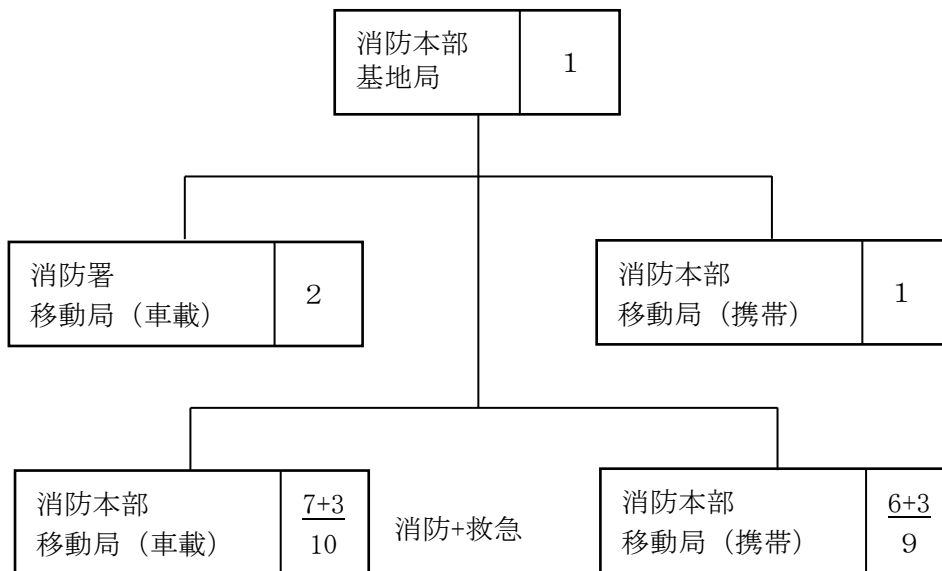 消防本部
基地局
1
消防署
移動局（車載）
2
消防本部
移動局（携帯）
1
消防本部
移動局（車載）
7+3
10
消防+救急
消防本部
移動局（携帯）
6+3
9